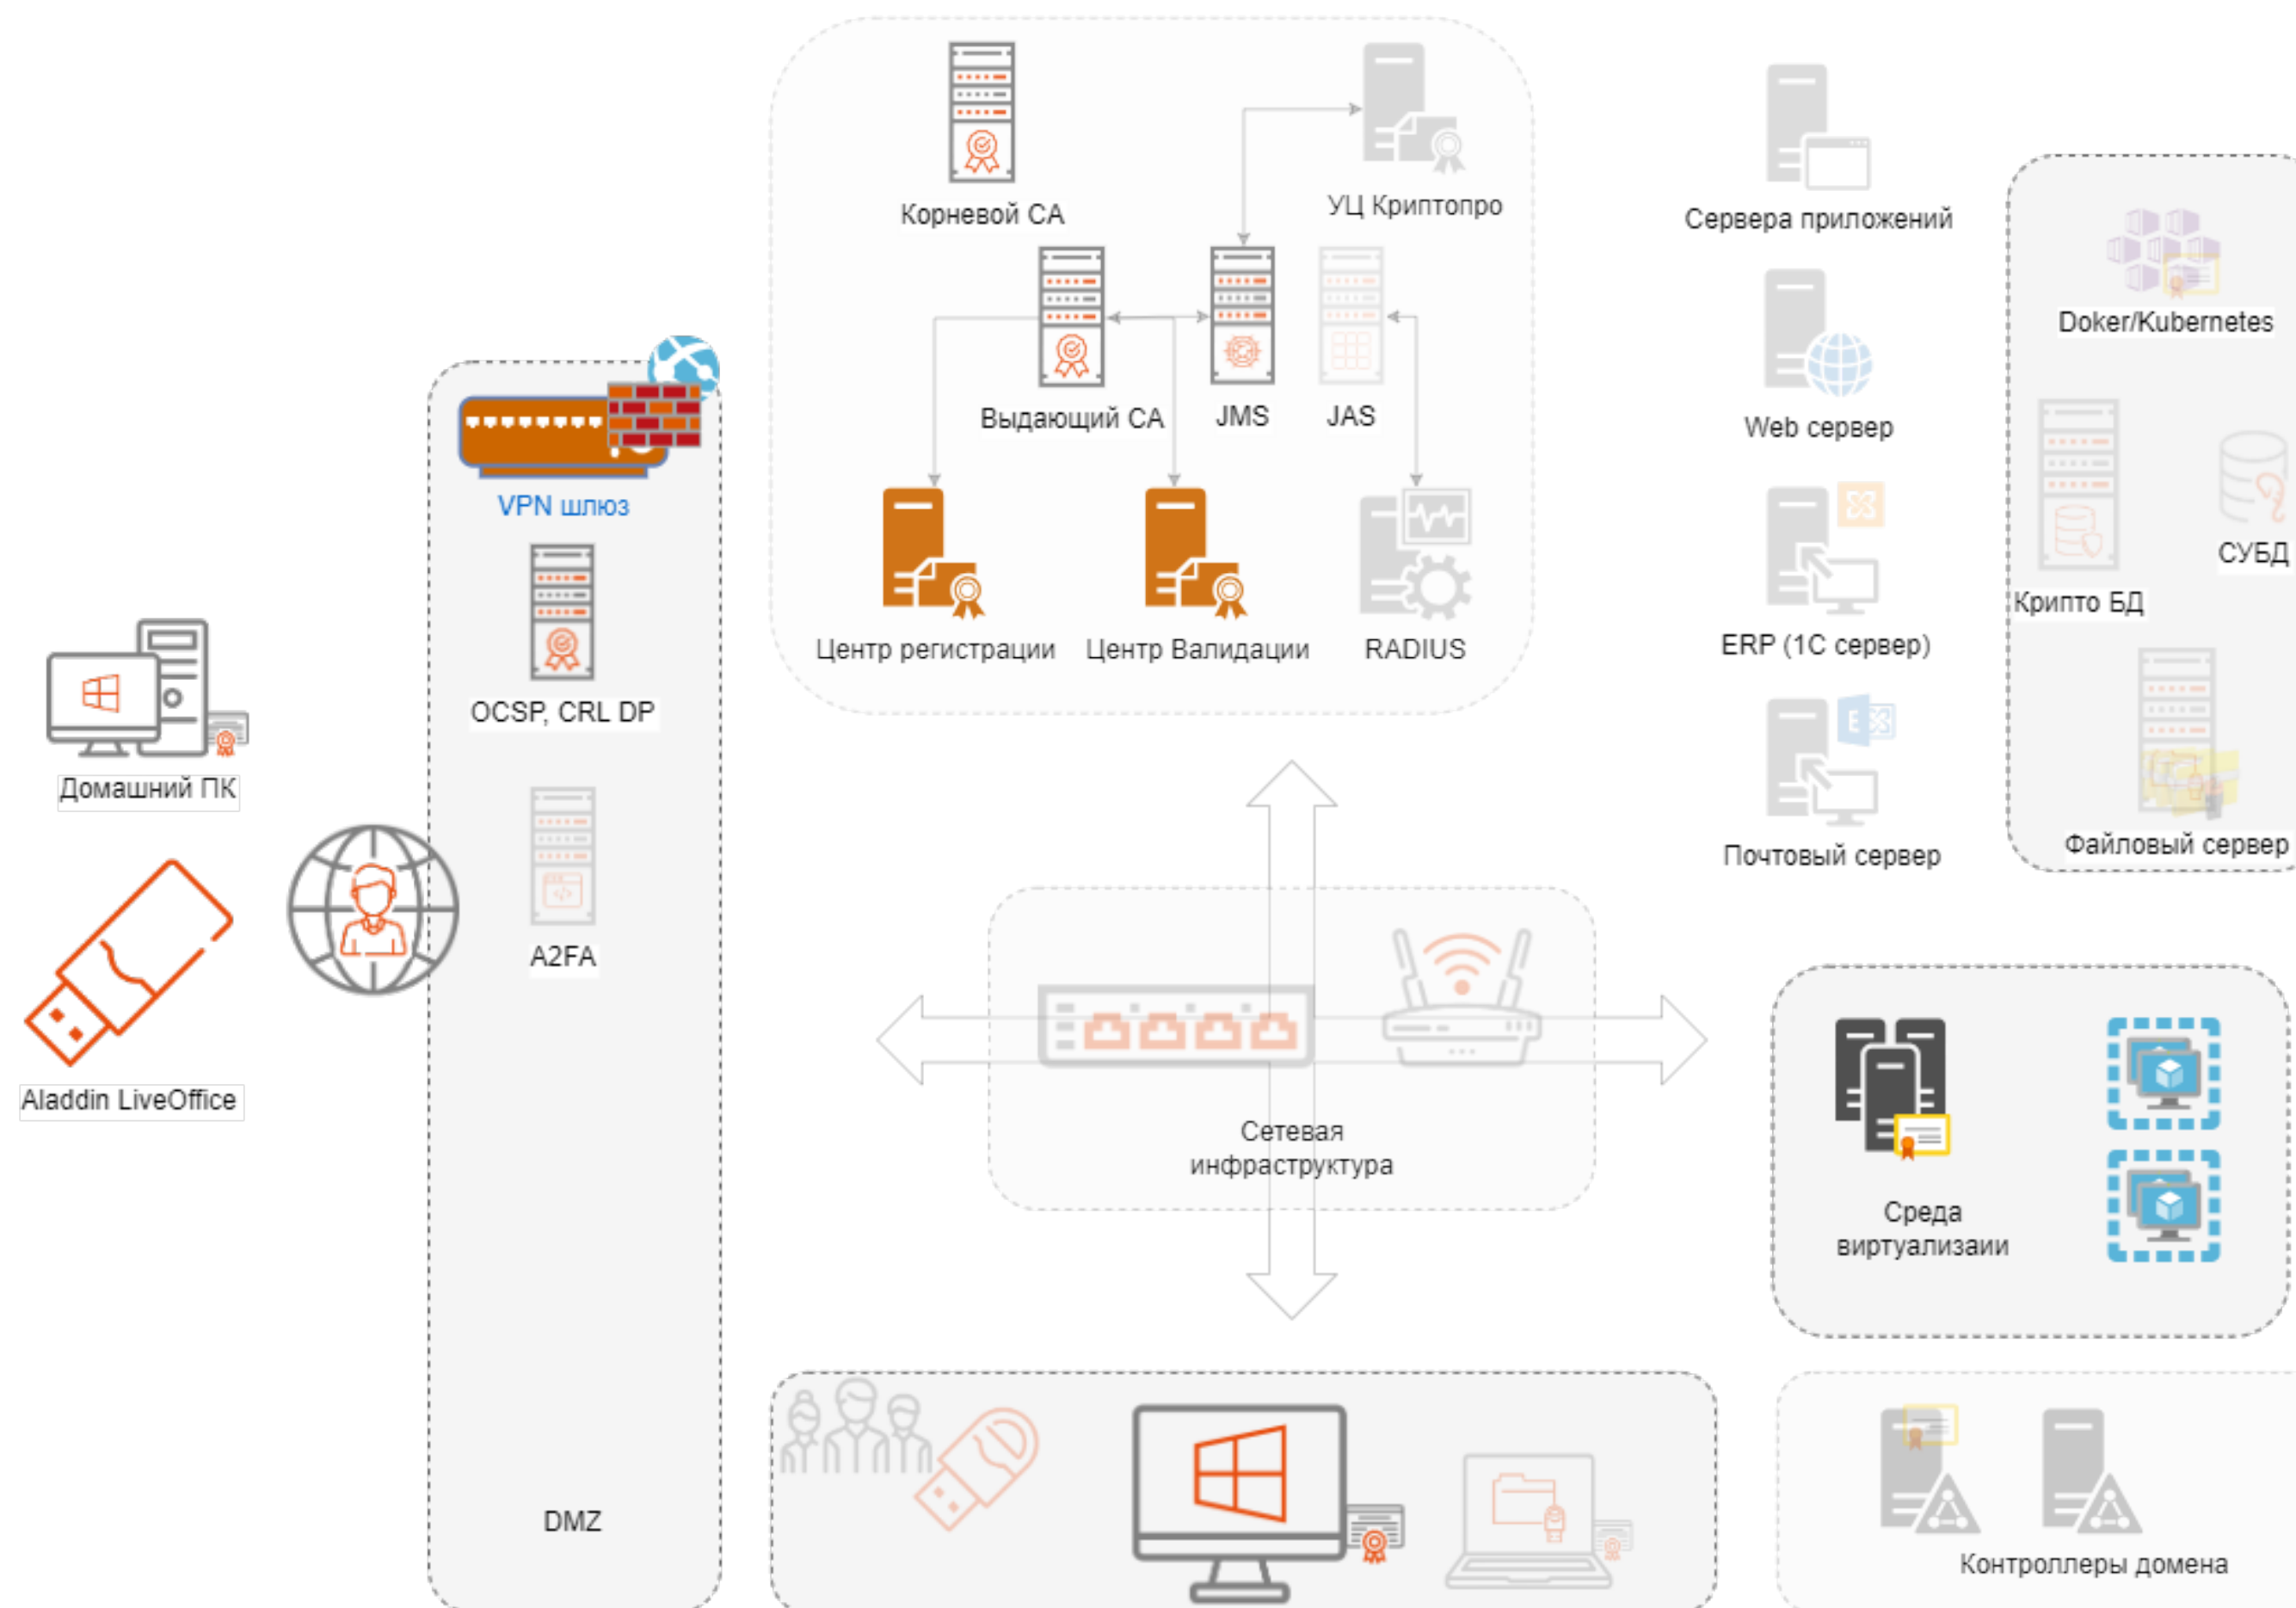 Корневой CA
УЦ Криптопро
Выдающий CA
JMS
JAS
Центр регистрации
Центр Валидации
RADIUS
Сервера приложений
Web сервер
ERP (1C сервер)
Почтовый сервер
Doker/Kubernetes
Крипто БД
СУБД
Файловый сервер
VPN шлюз
OCSP, CRL DP
A2FA
DMZ
Домашний ПК
Aladdin LiveOffice
Сетевая
инфраструктура
Среда
виртуализаии
Контроллеры домена